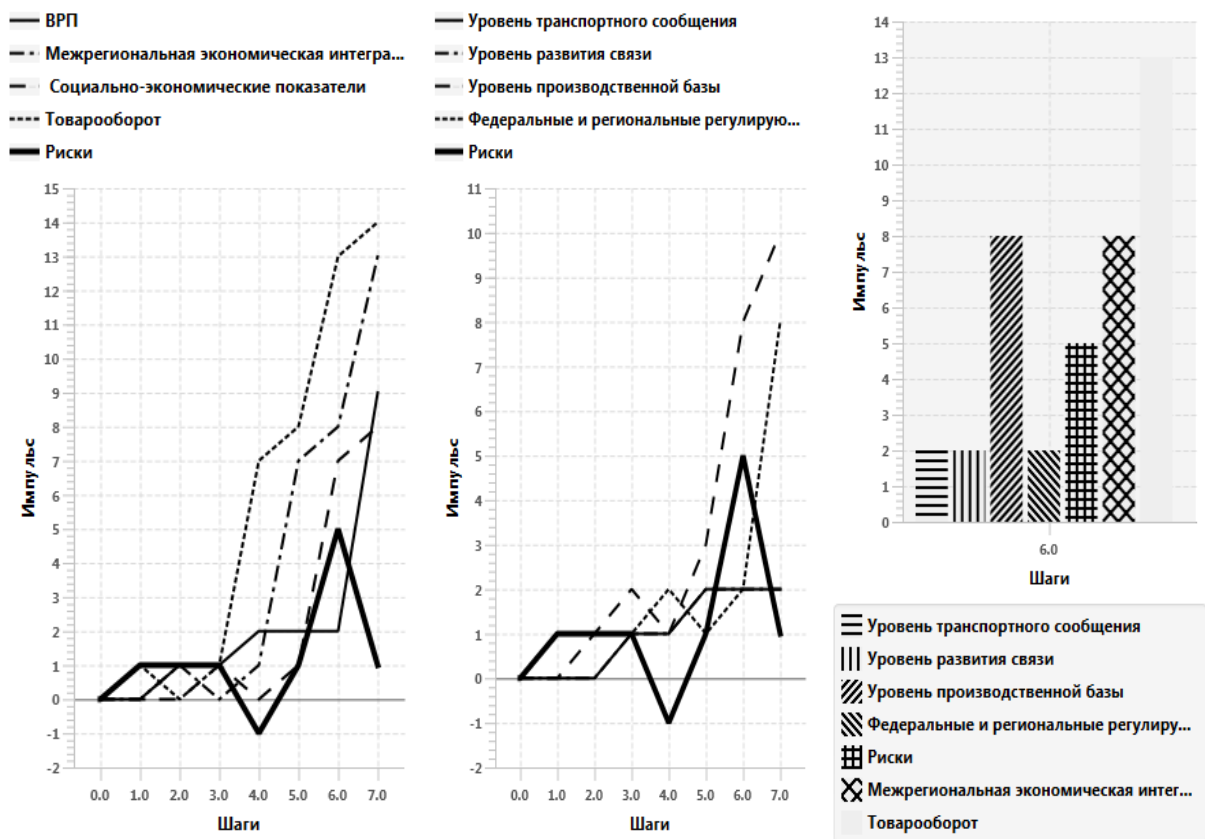 ВРП
Межрегиональная экономическая интегра...
Социально-экономические показатели
Товарооборот
Риски
15
14
13
12
11
10
9
8
7
6
5
4
3
2
1
0
-1
-2
Импульс
0.0 1.0 2.0 3.0 4.0 5.0 6.0 7.0
Шаги
Уровень транспортного сообщения
Уровень развития связи
Уровень производственной базы
Федеральные и региональные регулирую...
Риски
11
10
9
8
7
6
5
4
3
2
1
0
-1
-2
Импульс
0.0 1.0 2.0 3.0 4.0 5.0 6.0 7.0
Шаги
14
13
12
11
10
9
8
7
6
5
4
3
2
1
0
Импульс
6.0
Шаги
Уровень транспортного сообщения
Уровень развития связи
Уровень производственной базы
Федеральные и региональные регулиру...
Риски
Межрегиональная экономическая интег...
Товарооборот